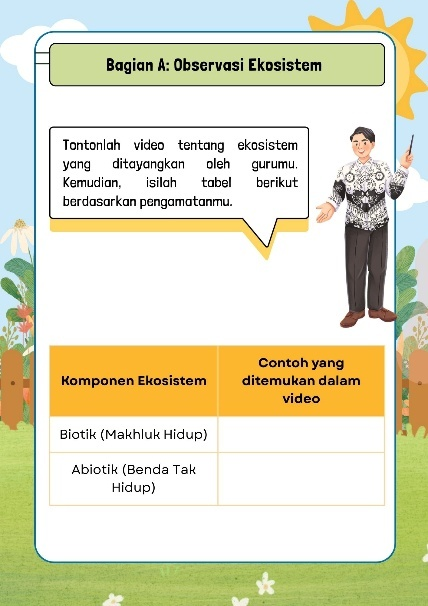 Bagian A: Observasi Ekosistem
Tontonlah video tentang ekosistem
yang ditayangkan oleh gurumu.
Kemudian, isilah tabel berikut
berdasarkan pengamatanmu.
Komponen Ekosistem
Contoh yang
ditemukan dalam
video
Biotik (Makhluk Hidup)
Abiotik (Benda Tak
Hidup)